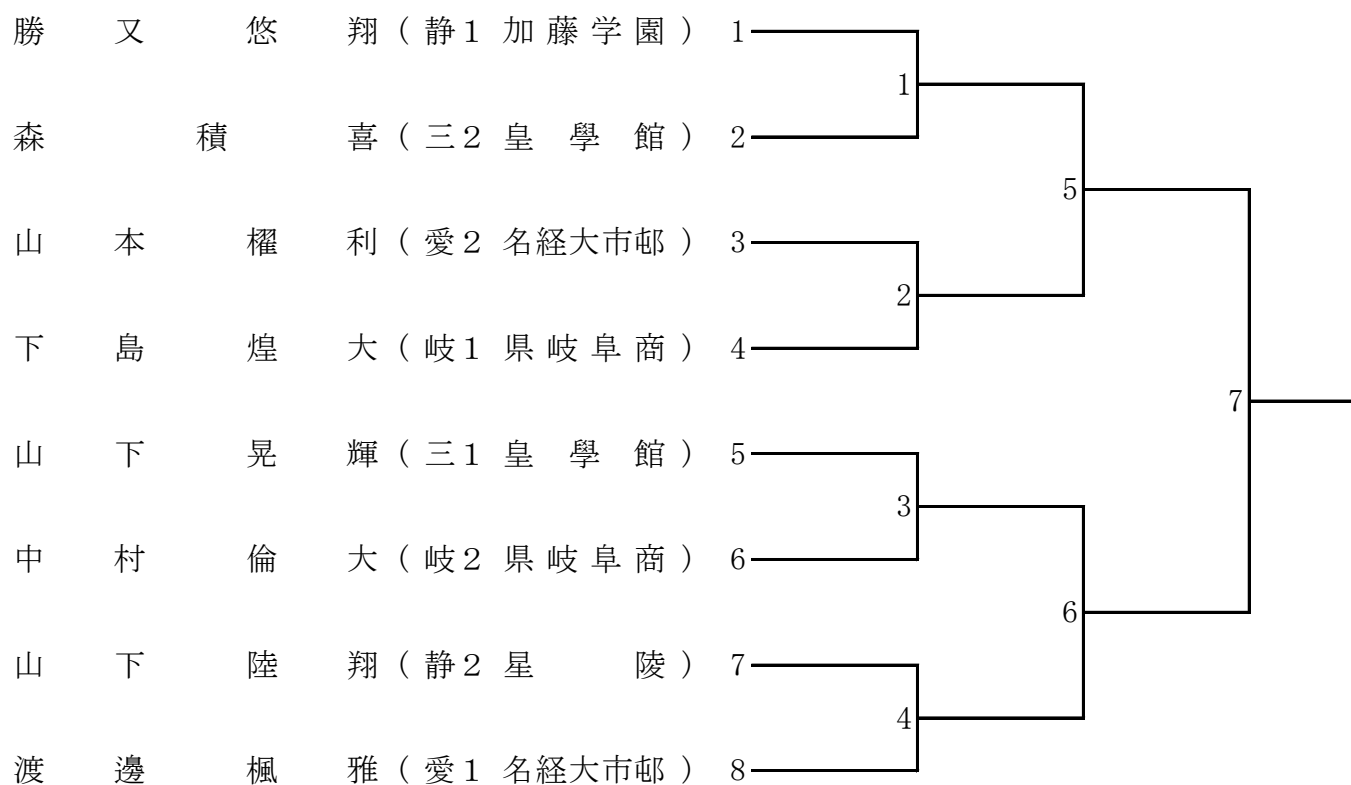 勝又悠翔（静1 加藤学園） 1
1
森積喜（三2 皇學館） 2
5
山本櫂利（愛2 名経大市邨） 3
2
下島煌大（岐1 県岐阜商） 4
7
山下晃輝（三1 皇學館） 5
3
中村倫大（岐2 県岐阜商） 6
6
山下陸翔（静2 星陵） 7
4
渡邊楓雅（愛1 名経大市邨） 8